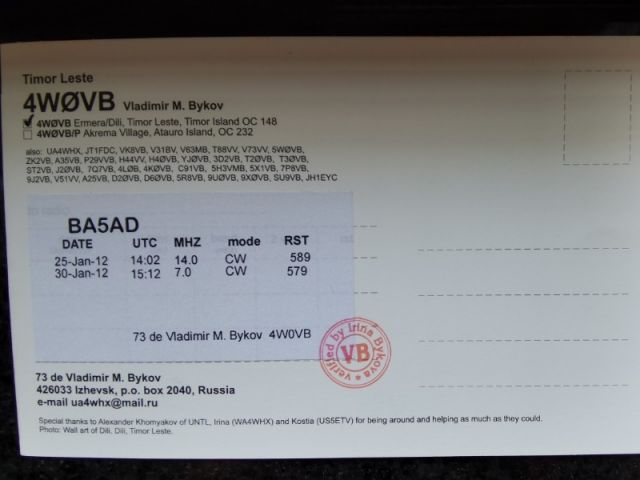 Timor Leste
4WØVB Vladimir M. Bykov
4WØVB Ermera/Dili, Timor Leste, Timor Island OC 148
4WØVB/P Akrema Village, Atauro Island, OC 232
also: UA4WHX, JT1FDC, VK8VB, V31BV, V63MB, T88VV, V73VV, 5WØVB,
ZK2VB, A35VB, P29VVB, H44VV, H4ØVB, YJØVB, 3D2VB, T2ØVB, T3ØVB,
ST2VB, J2ØVB, 7Q7VB, 4LØB, 4KØVB, C91VB, 5H3VMB, 5X1VB, 7P8VB,
9J2VB, V51VV, A25VB, D2ØVB, D6ØVB, 5R8VB, 9UØVB, 9XØVB, SU9VB, JH1EYC
BA5AD
DATE UTC MHZ mode RST
25-Jan-12 14:02 14.0 CW 589
30-Jan-12 15:12 7.0 CW 579
73 de Vladimir M. Bykov 4W0VB
verified by Irina Bykova
VB
73 de Vladimir M. Bykov
426033 Izhevsk, p.o. box 2040, Russia
e-mail ua4whx@mail.ru
Special thanks to Alexander Khomyakov of UNTL, Irina (WA4WHX) and Kostia (US5ETV) for being around and helping as much as they could.
Photo: Wall art of Dili, Dili, Timor Leste.